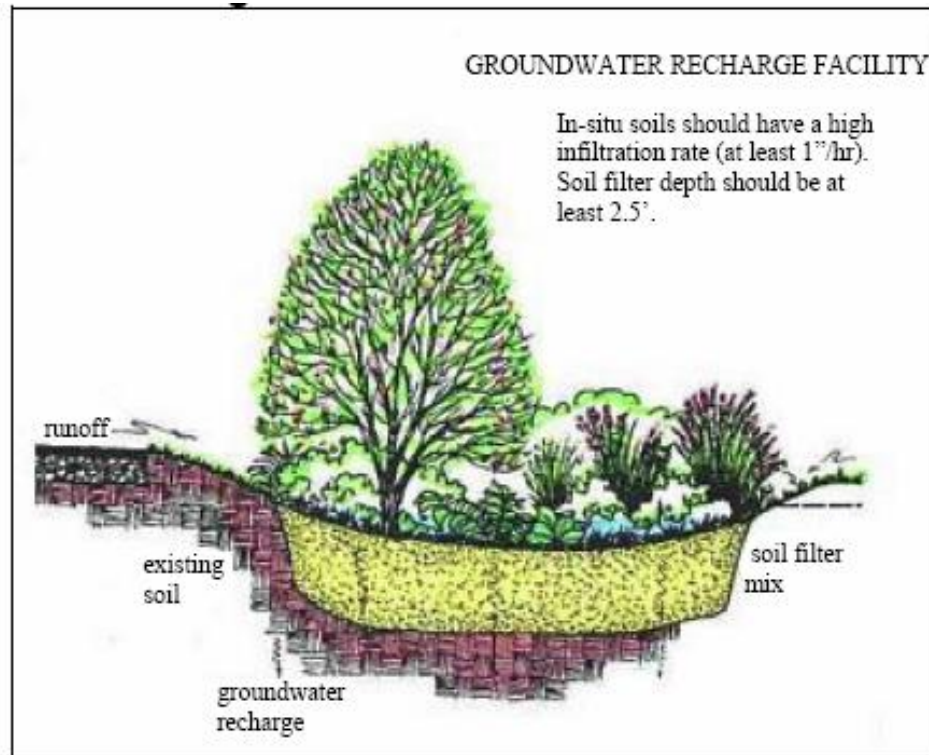 GROUNDWATER RECHARGE FACILITY
In-situ soils should have a high
infiltration rate (at least 1”/hr).
Soil filter depth should be at
least 2.5’.
runoff
existing
soil
soil filter
mix
groundwater
recharge